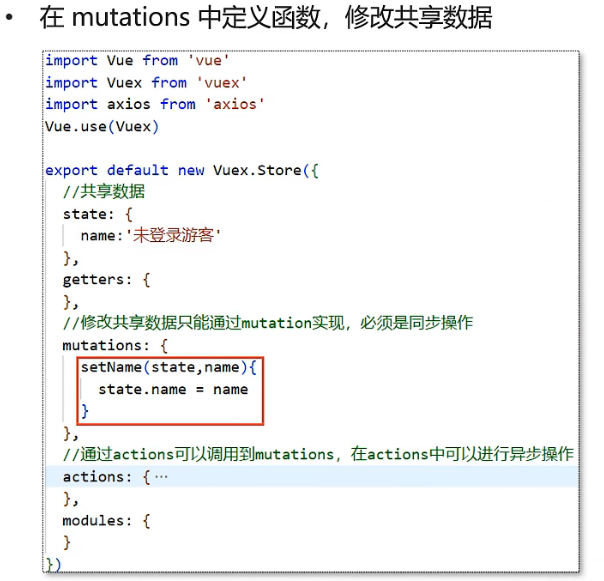 • 在 mutations 中定义函数，修改共享数据
import Vue from 'vue'
import Vuex from 'vuex'
import axios from 'axios'
Vue.use(Vuex)

export default new Vuex.Store({
  //共享数据
  state: {
    name:'未登录游客'
  },
  getters: {
  },
  //修改共享数据只能通过mutation实现，必须是同步操作
  mutations: {
    setName(state,name){
      state.name = name
    }
  },
  //通过actions可以调用到mutations，在actions中可以进行异步操作
  actions: {···
  },
  modules: {
  }
})